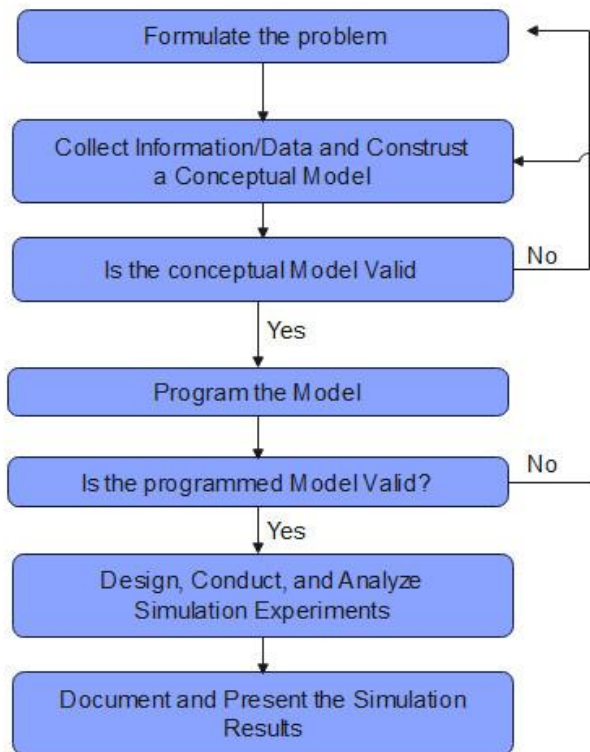 Formulate the problem
Collect Information/Data and Construst
a Conceptual Model
Is the conceptual Model Valid
No
Yes
Program the Model
Is the programmed Model Valid?
No
Yes
Design, Conduct, and Analyze
Simulation Experiments
Document and Present the Simulation
Results